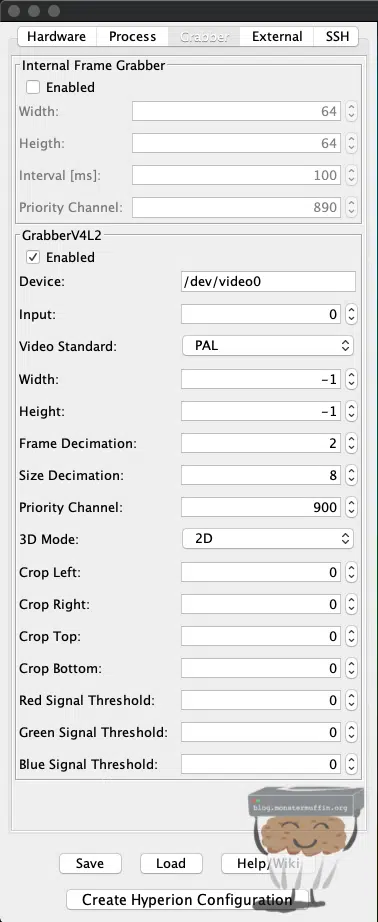 Hardware Process Grabber External SSH
Internal Frame Grabber
Enabled
Width: 64
Heigth: 64
Interval [ms]: 100
Priority Channel: 890
GrabberV4L2
Enabled
Device: /dev/video0
Input: 0
Video Standard: PAL
Width: -1
Height: -1
Frame Decimation: 2
Size Decimation: 8
Priority Channel: 900
3D Mode: 2D
Crop Left: 0
Crop Right: 0
Crop Top: 0
Crop Bottom: 0
Red Signal Threshold: 0
Green Signal Threshold: 0
Blue Signal Threshold: 0
blog.monstermuffin.org
Save Load Help/Wiki
Create Hyperion Configuration